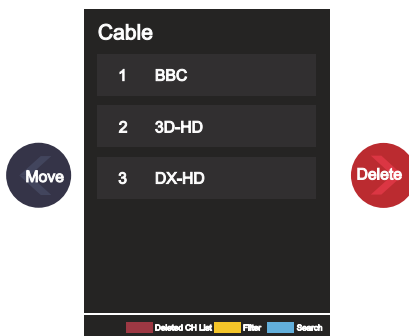 Cable
1 BBC
2 3D-HD
3 DX-HD
Move
Delete
Deleted CH List Filter Search